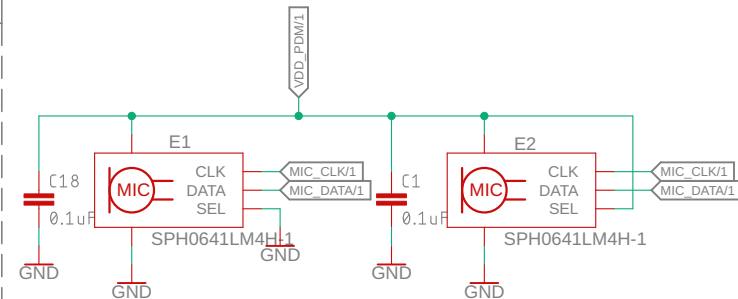 VDD_PDM/1
E1
E2
C18
MIC
CLK
DATA
SEL
MIC_CLK/1
MIC_DATA/1
C1
MIC
CLK
DATA
SEL
MIC_CLK/1
MIC_DATA/1
0.1uF
0.1uF
SPH0641LM4H-1
SPH0641LM4H-1
GND
GND
GND
GND
GND